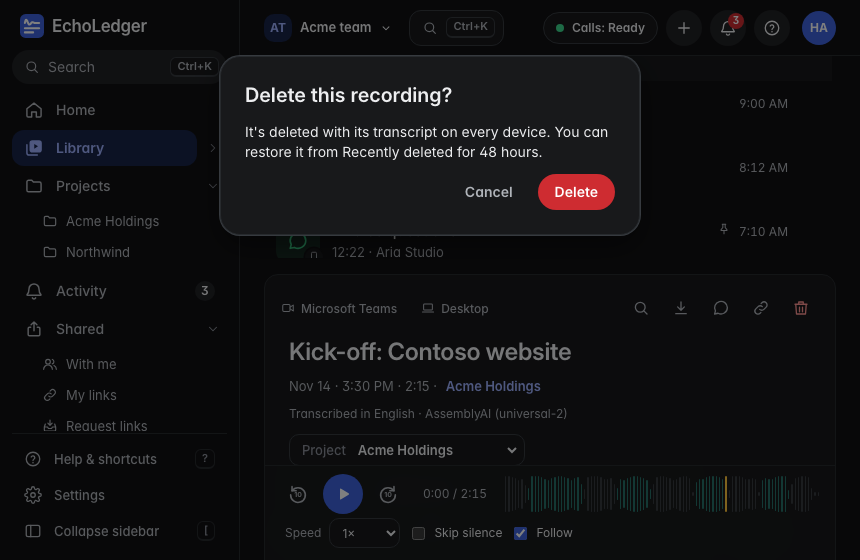 EchoLedger
Search Ctrl+K
Home
Library
Projects
Acme Holdings
Northwind
Activity 3
Shared
With me
My links
Request links
Help & shortcuts ?
Settings
Collapse sidebar [
AT Acme team Ctrl+K Calls: Ready 3 HA
Delete this recording?
It's deleted with its transcript on every device. You can
restore it from Recently deleted for 48 hours.
Cancel Delete
9:00 AM
8:12 AM
7:10 AM
12:22 · Aria Studio
Microsoft Teams Desktop
Kick-off: Contoso website
Nov 14 · 3:30 PM · 2:15 · Acme Holdings
Transcribed in English · AssemblyAI (universal-2)
Project Acme Holdings
10 10 0:00 / 2:15
Speed 1× Skip silence Follow